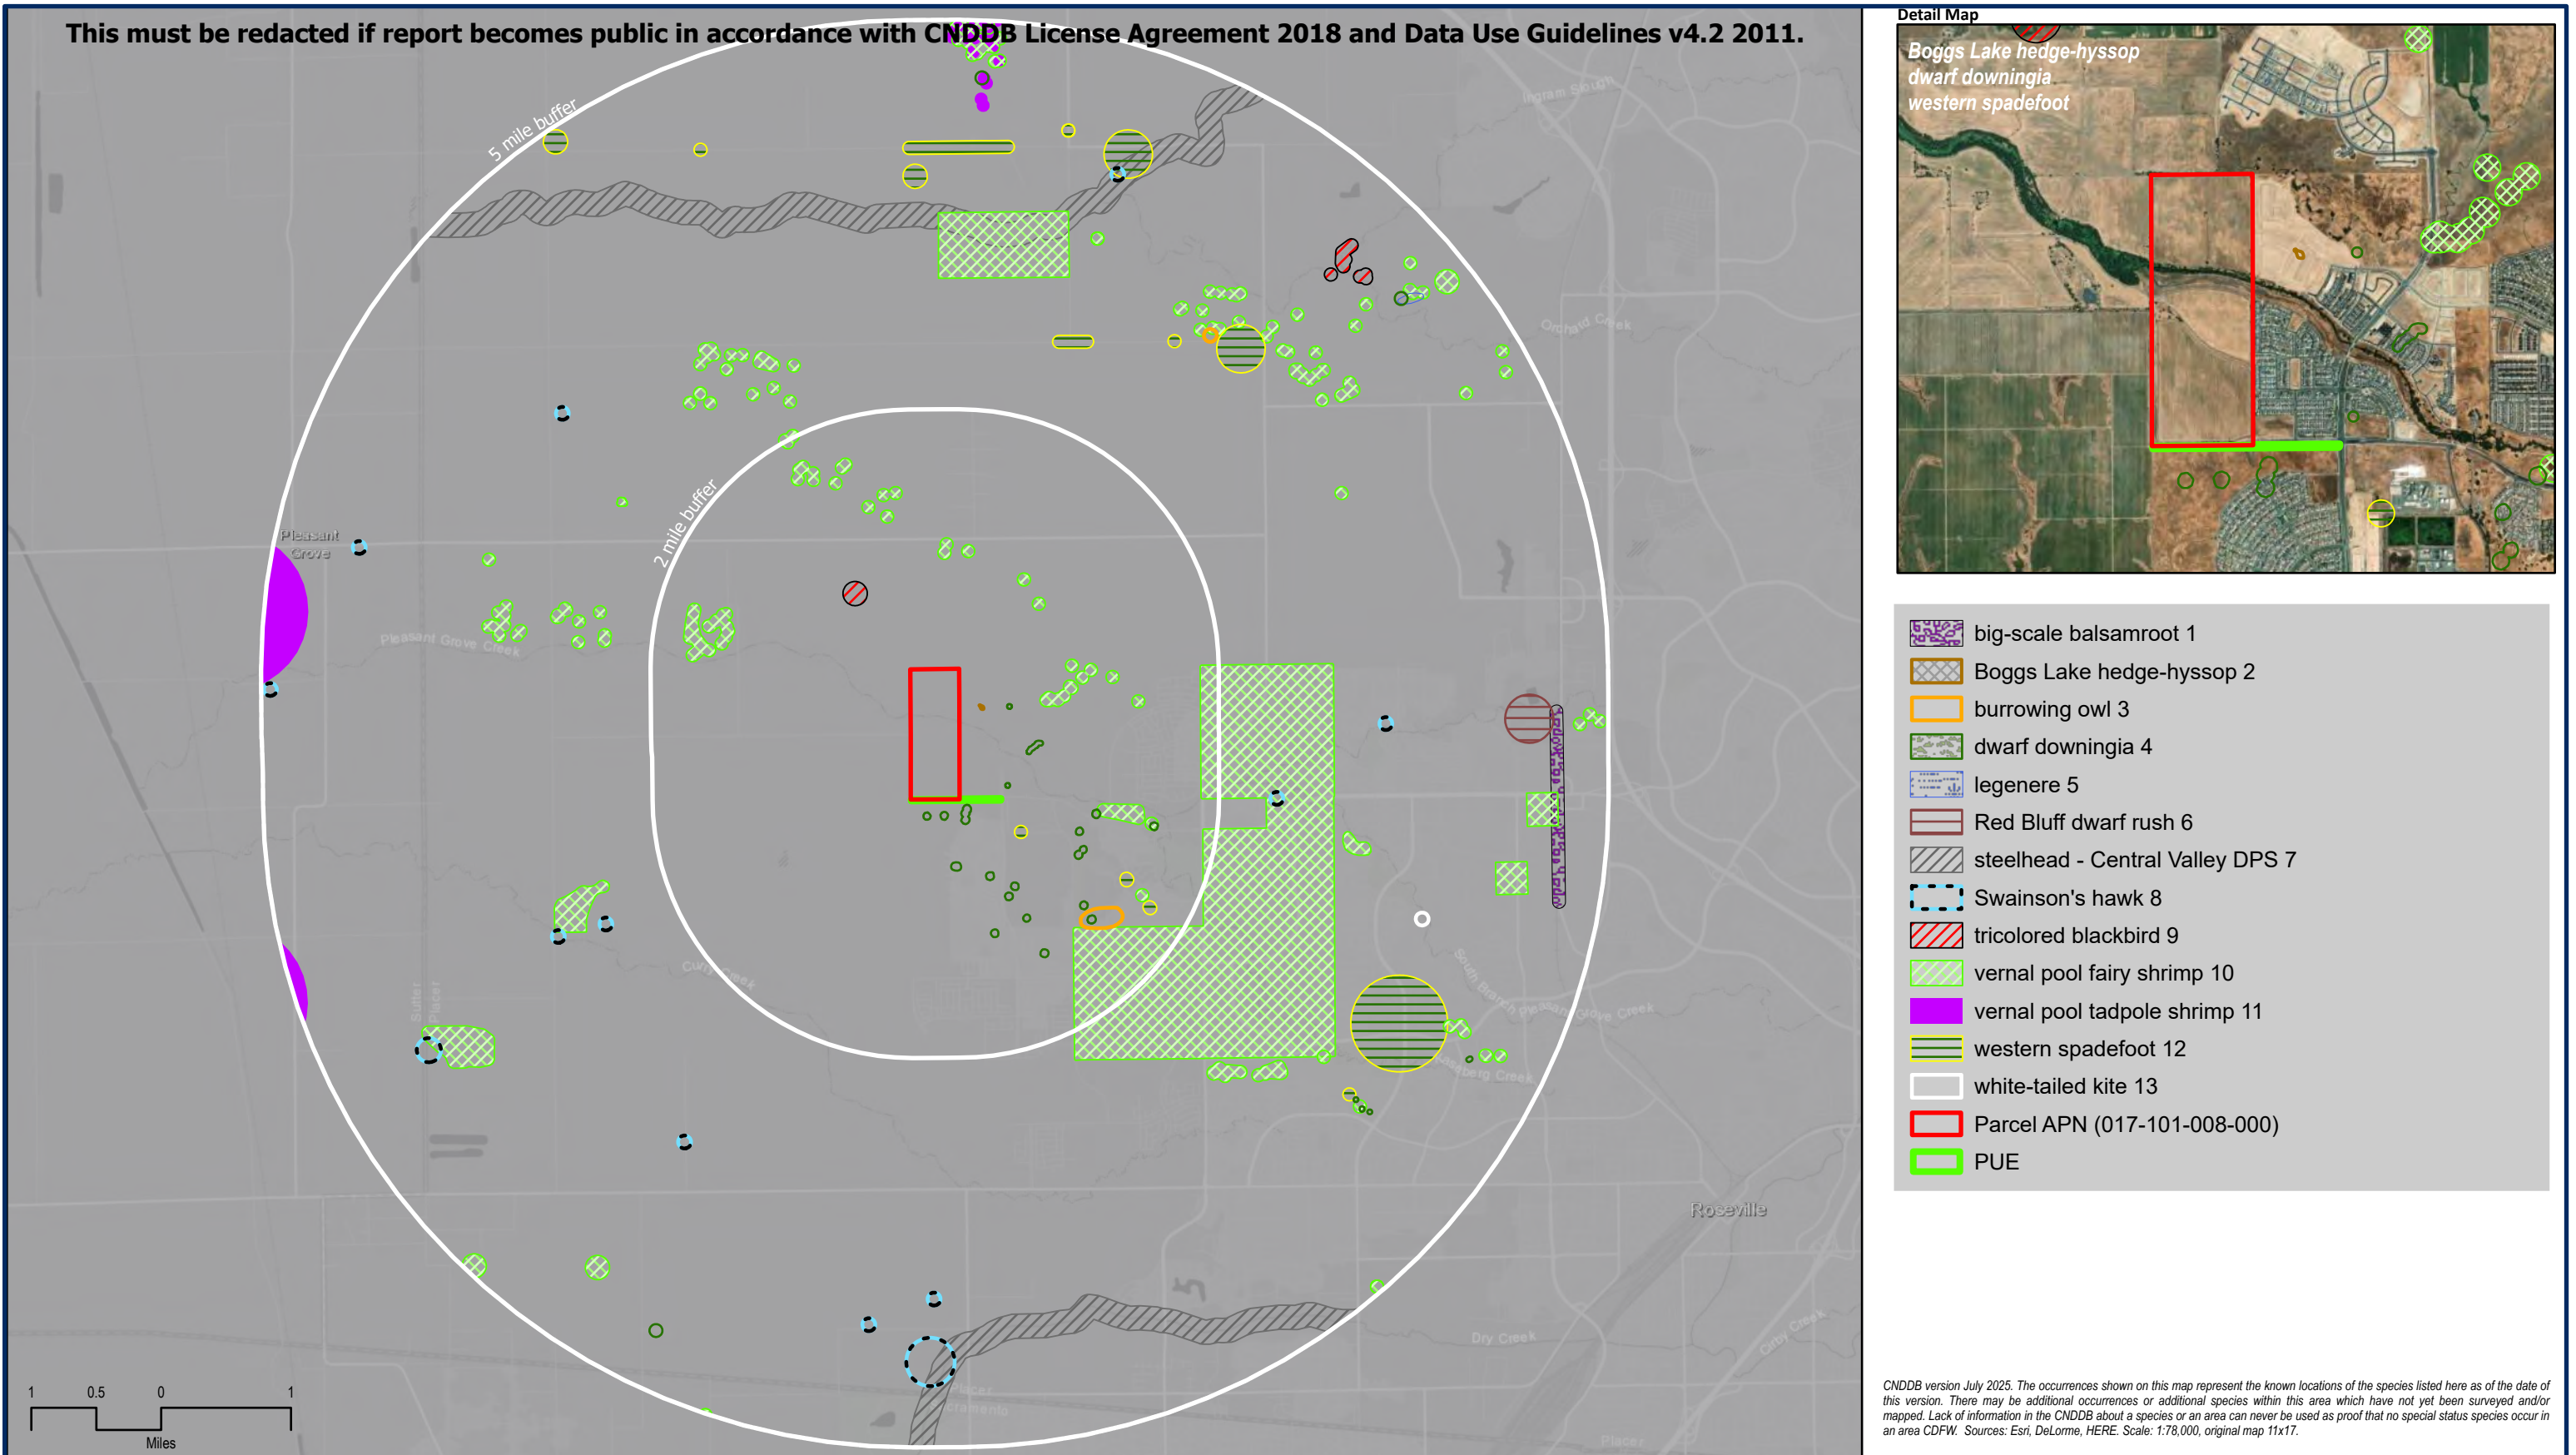 This must be redacted if report becomes public in accordance with CNDDB License Agreement 2018 and Data Use Guidelines v4.2 2011.
5 mile buffer
Ingram Slough
Orchard Creek
2 mile buffer
Pleasant
Grove
Pleasant Grove Creek
Curry Creek
Sutter
Placer
South Branch Pleasant Grove Creek
Kaseberg Creek
Roseville
Dry Creek
Cirby Creek
Placer
Sacramento
Placer
1 0.5 0 1
Miles
Detail Map
Boggs Lake hedge-hyssop
dwarf downingia
western spadefoot
big-scale balsamroot 1
Boggs Lake hedge-hyssop 2
burrowing owl 3
dwarf downingia 4
legenere 5
Red Bluff dwarf rush 6
steelhead - Central Valley DPS 7
Swainson's hawk 8
tricolored blackbird 9
vernal pool fairy shrimp 10
vernal pool tadpole shrimp 11
western spadefoot 12
white-tailed kite 13
Parcel APN (017-101-008-000)
PUE
CNDDB version July 2025. The occurrences shown on this map represent the known locations of the species listed here as of the date of
this version. There may be additional occurrences or additional species within this area which have not yet been surveyed and/or
mapped. Lack of information in the CNDDB about a species or an area can never be used as proof that no special status species occur in
an area CDFW. Sources: Esri, DeLorme, HERE. Scale: 1:78,000, original map 11x17.